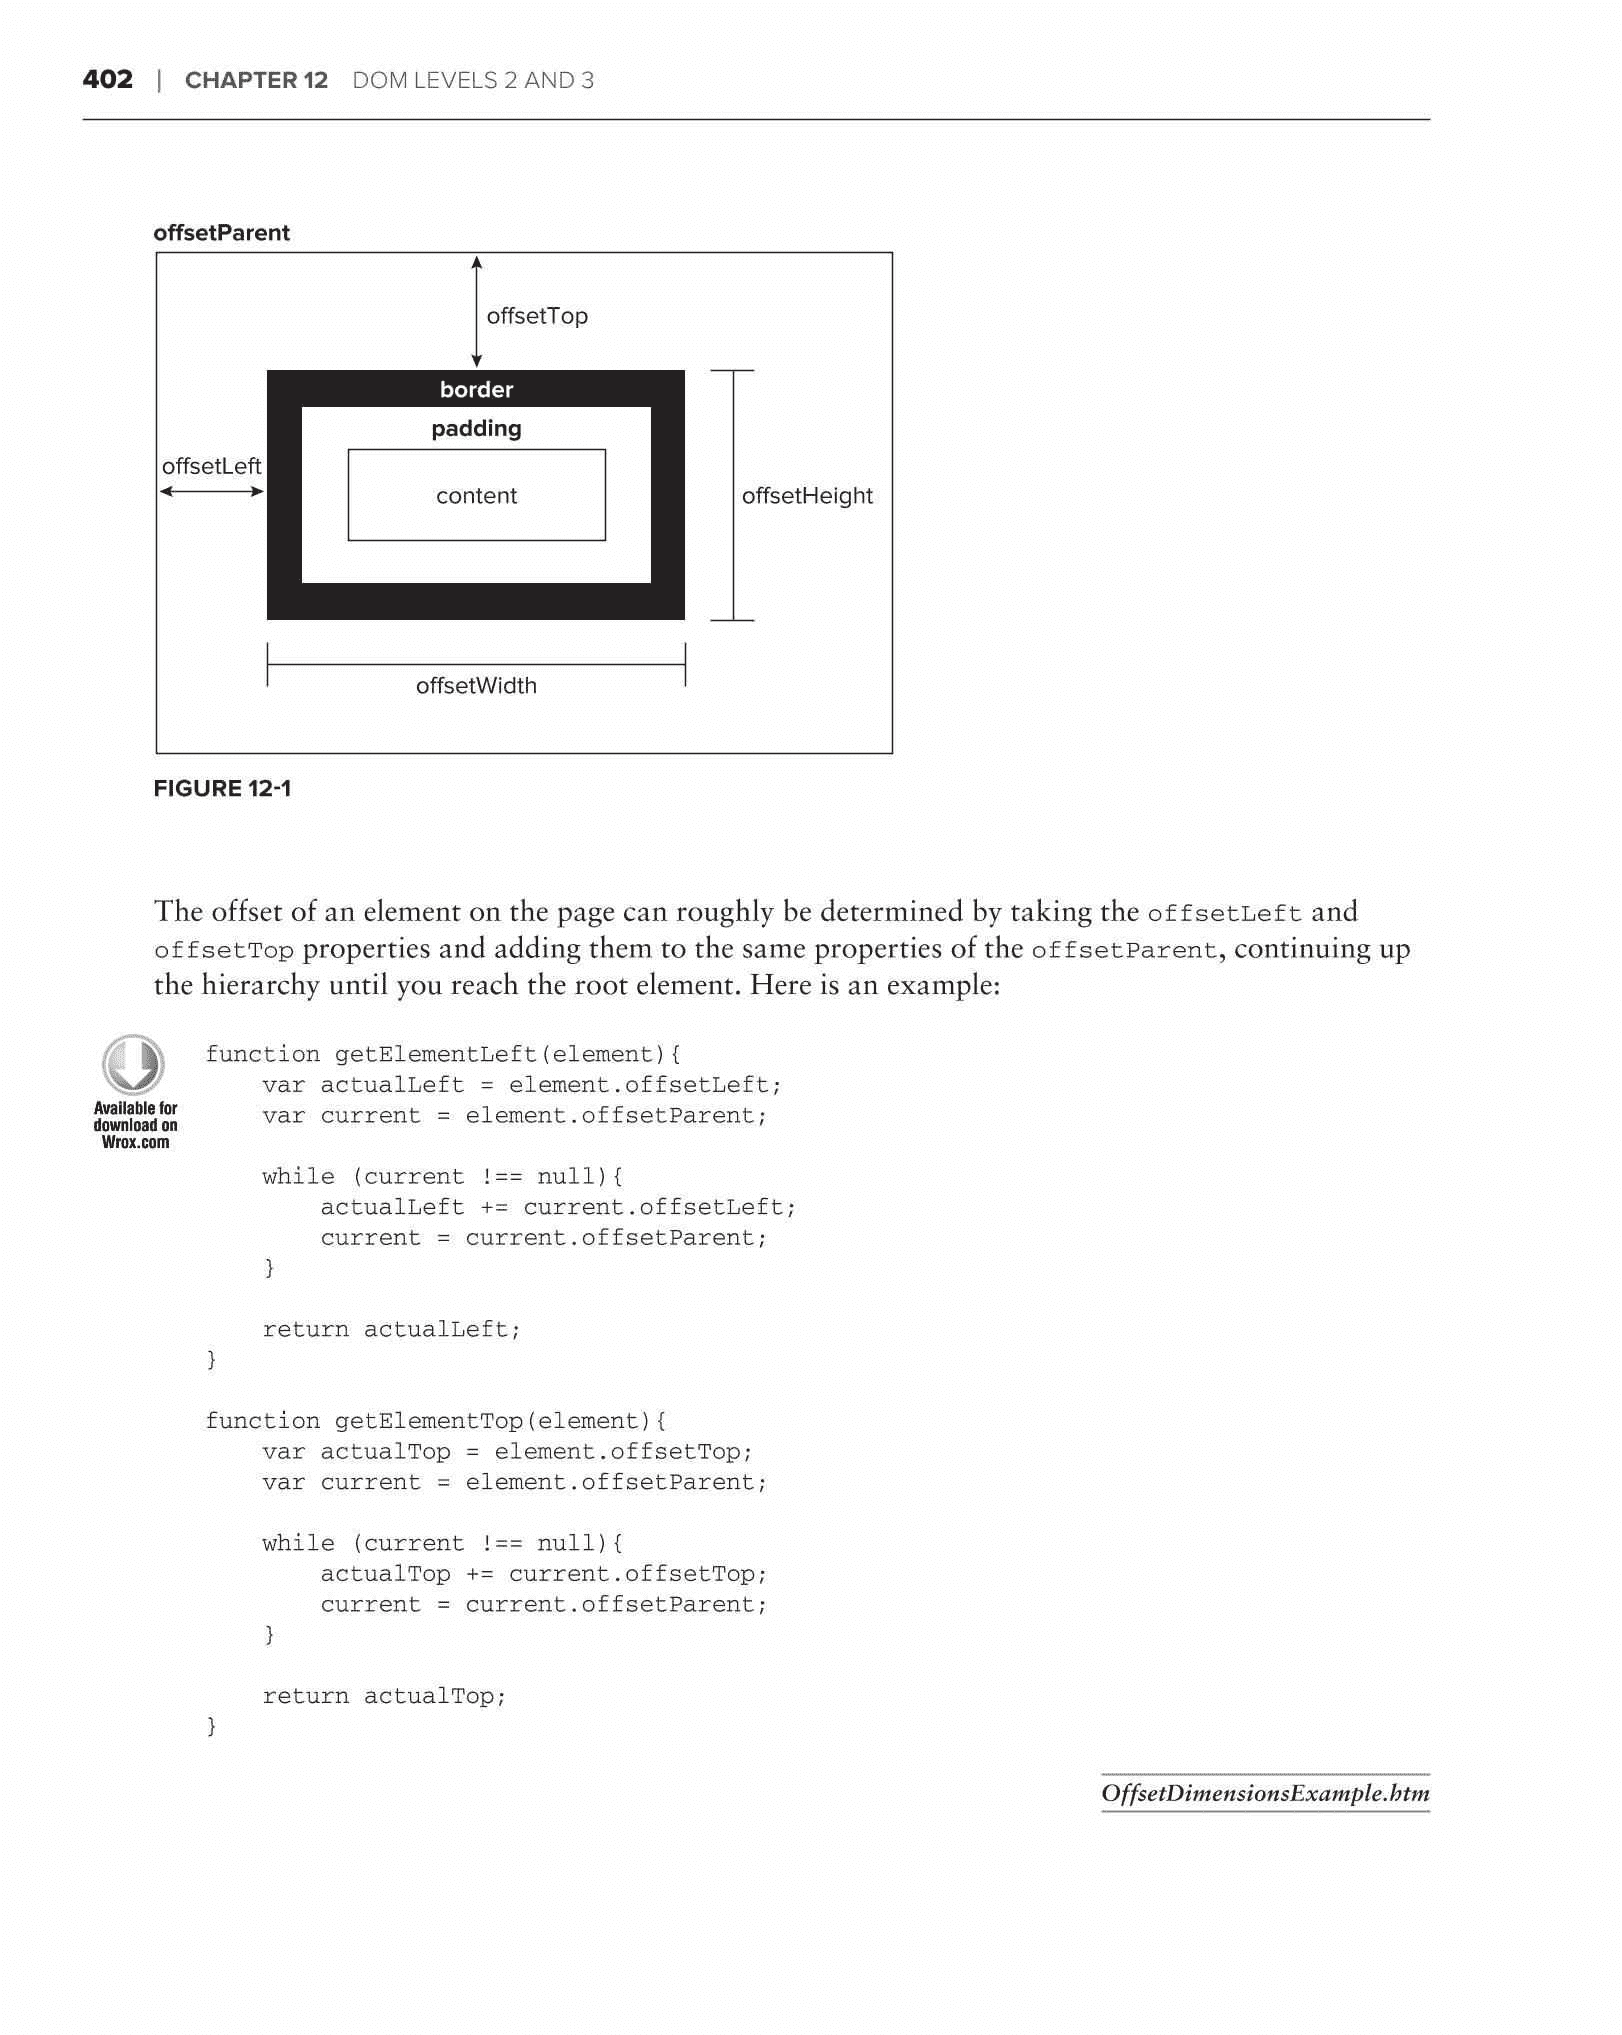 402 | CHAPTER 12 DOM LEVELS 2 AND 3
offsetParent
offsetTop
border
padding
offsetLeft
content
offsetHeight
offsetWidth
FIGURE 12-1
The offset of an element on the page can roughly be determined by taking the offsetLeft and
offsetTop properties and adding them to the same properties of the offsetParent, continuing up
the hierarchy until you reach the root element. Here is an example:
Available for
download on
Wrox.com
function getElementLeft(element){
    var actualLeft = element.offsetLeft;
    var current = element.offsetParent;
    while (current !== null){
        actualLeft += current.offsetLeft;
        current = current.offsetParent;
    }
    return actualLeft;
}
function getElementTop(element){
    var actualTop = element.offsetTop;
    var current = element.offsetParent;
    while (current !== null){
        actualTop += current.offsetTop;
        current = current.offsetParent;
    }
    return actualTop;
}
OffsetDimensionsExample.htm